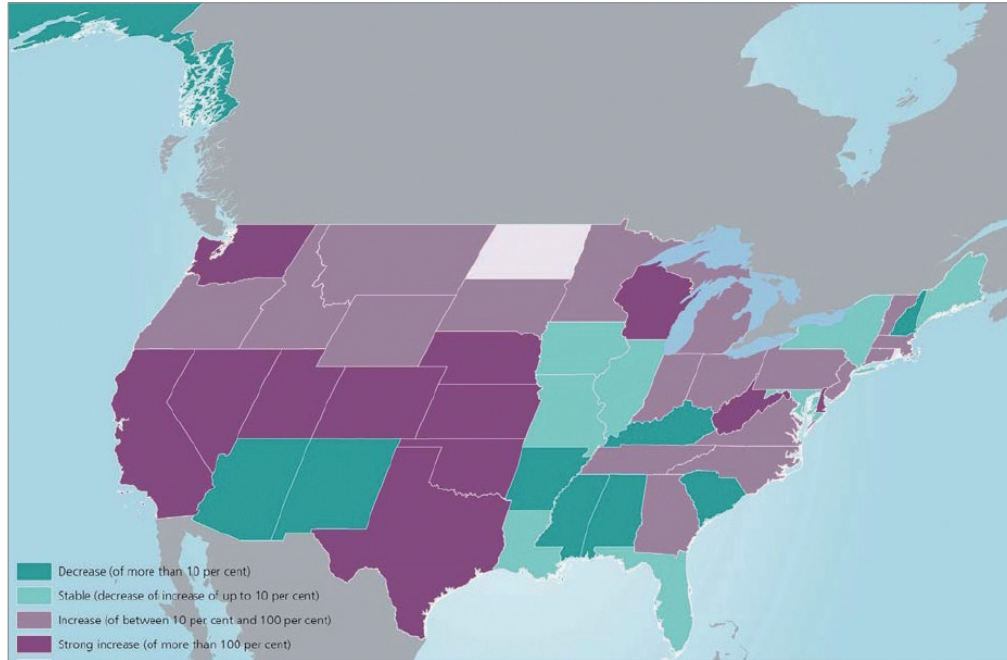 Decrease (of more than 10 per cent)
Stable (decrease of increase of up to 10 per cent)
Increase (of between 10 per cent and 100 per cent)
Strong increase (of more than 100 per cent)